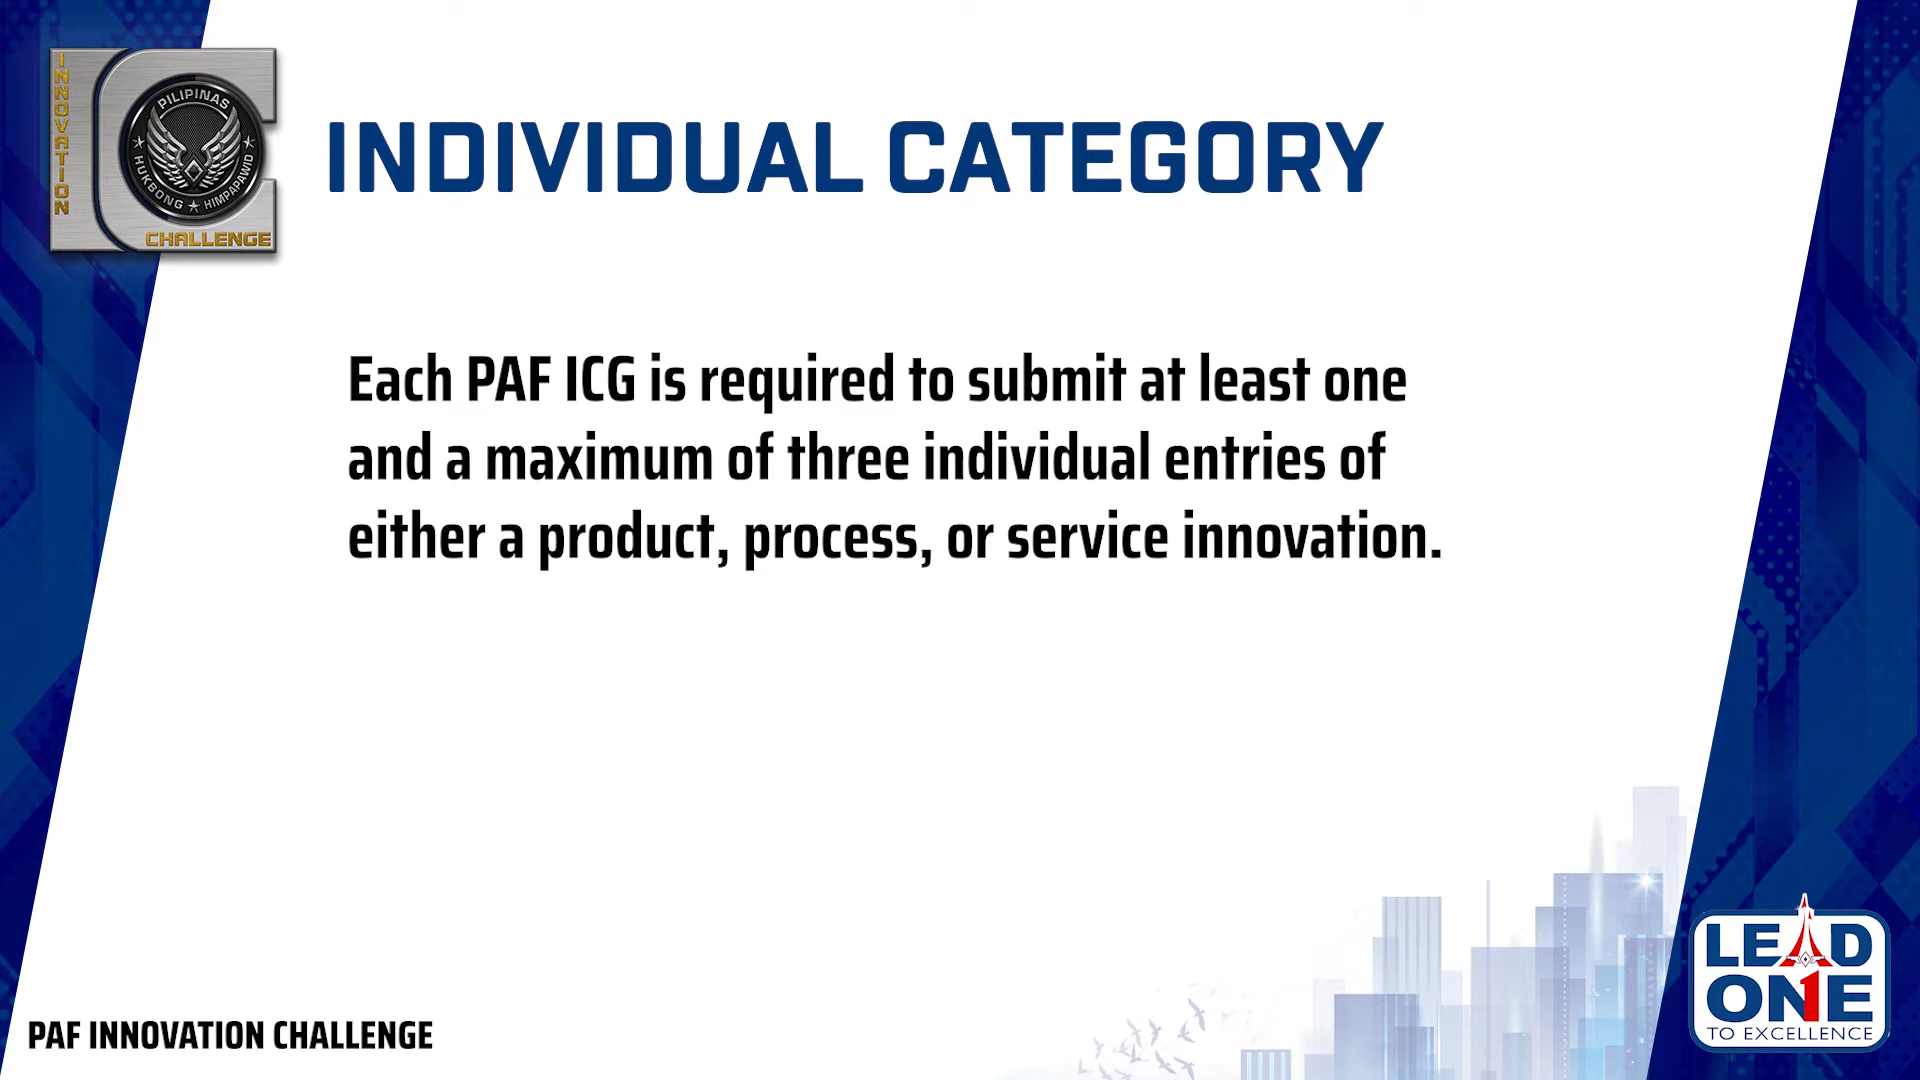 INNOVATION
PILIPINAS
HUKBONG ★ HIMPAPAWID
CHALLENGE
INDIVIDUAL CATEGORY
Each PAF ICG is required to submit at least one
and a maximum of three individual entries of
either a product, process, or service innovation.
PAF INNOVATION CHALLENGE
LEAD
ONE
TO EXCELLENCE